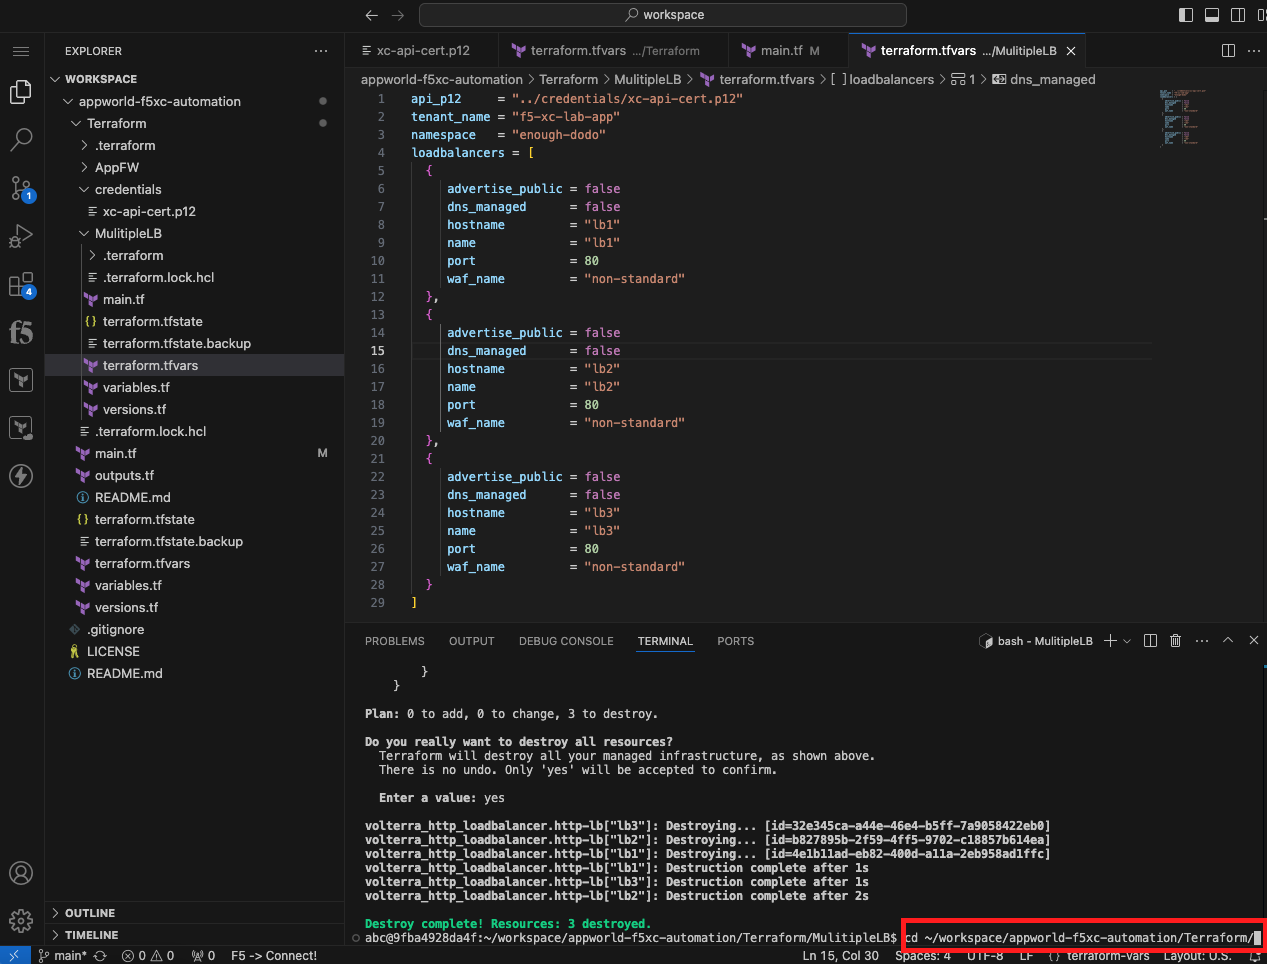 workspace
EXPLORER
xc-api-cert.p12
terraform.tfvars .../Terraform
main.tf M
terraform.tfvars .../MulitipleLB
WORKSPACE
appworld-f5xc-automation
Terraform
.terraform
AppFW
credentials
xc-api-cert.p12
MulitipleLB
.terraform
.terraform.lock.hcl
main.tf
{} terraform.tfstate
terraform.tfstate.backup
terraform.tfvars
variables.tf
versions.tf
.terraform.lock.hcl
main.tf M
outputs.tf
README.md
{} terraform.tfstate
terraform.tfstate.backup
terraform.tfvars
variables.tf
versions.tf
.gitignore
LICENSE
README.md
OUTLINE
TIMELINE
1
4
f5
appworld-f5xc-automation > Terraform > MulitipleLB > terraform.tfvars > [ ] loadbalancers > 1 > dns_managed
1 api_p12     = "../credentials/xc-api-cert.p12"
2 tenant_name = "f5-xc-lab-app"
3 namespace   = "enough-dodo"
4 loadbalancers = [
5   {
6     advertise_public = false
7     dns_managed      = false
8     hostname         = "lb1"
9     name             = "lb1"
10     port             = 80
11     waf_name         = "non-standard"
12   },
13   {
14     advertise_public = false
15     dns_managed      = false
16     hostname         = "lb2"
17     name             = "lb2"
18     port             = 80
19     waf_name         = "non-standard"
20   },
21   {
22     advertise_public = false
23     dns_managed      = false
24     hostname         = "lb3"
25     name             = "lb3"
26     port             = 80
27     waf_name         = "non-standard"
28   }
29 ]
PROBLEMS OUTPUT DEBUG CONSOLE TERMINAL PORTS
bash - MulitipleLB
}
}
Plan: 0 to add, 0 to change, 3 to destroy.
Do you really want to destroy all resources?
Terraform will destroy all your managed infrastructure, as shown above.
There is no undo. Only 'yes' will be accepted to confirm.
Enter a value: yes
volterra_http_loadbalancer.http-lb["lb3"]: Destroying... [id=32e345ca-a44e-46e4-b5ff-7a9058422eb0]
volterra_http_loadbalancer.http-lb["lb2"]: Destroying... [id=b827895b-2f59-4ff5-9702-c18857b614ea]
volterra_http_loadbalancer.http-lb["lb1"]: Destroying... [id=4e1b11ad-eb82-400d-a11a-2eb958ad1ffc]
volterra_http_loadbalancer.http-lb["lb1"]: Destruction complete after 1s
volterra_http_loadbalancer.http-lb["lb3"]: Destruction complete after 1s
volterra_http_loadbalancer.http-lb["lb2"]: Destruction complete after 2s
Destroy complete! Resources: 3 destroyed.
abc@9fba4928da4f:~/workspace/appworld-f5xc-automation/Terraform/MulitipleLB$ cd ~/workspace/appworld-f5xc-automation/Terraform/
main* 0 0 0 F5 -> Connect! Ln 15, Col 30 Spaces: 4 UTF-8 LF {} terraform-vars Layout: U.S.